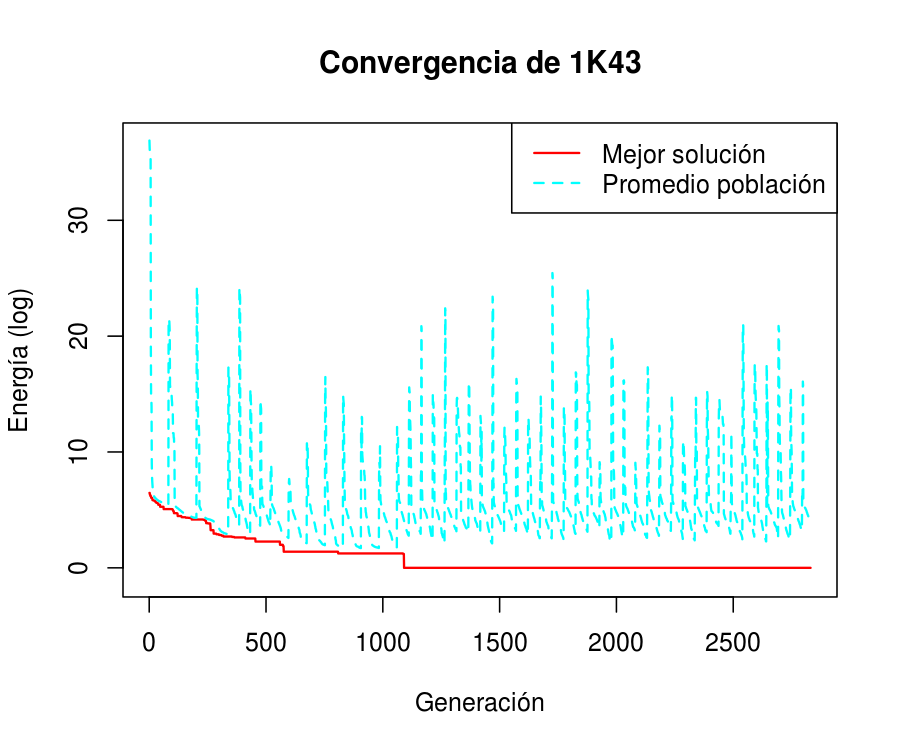 Convergencia de 1K43
Mejor solución
Promedio población
Energía (log)
30
20
10
0
0 500 1000 1500 2000 2500
Generación